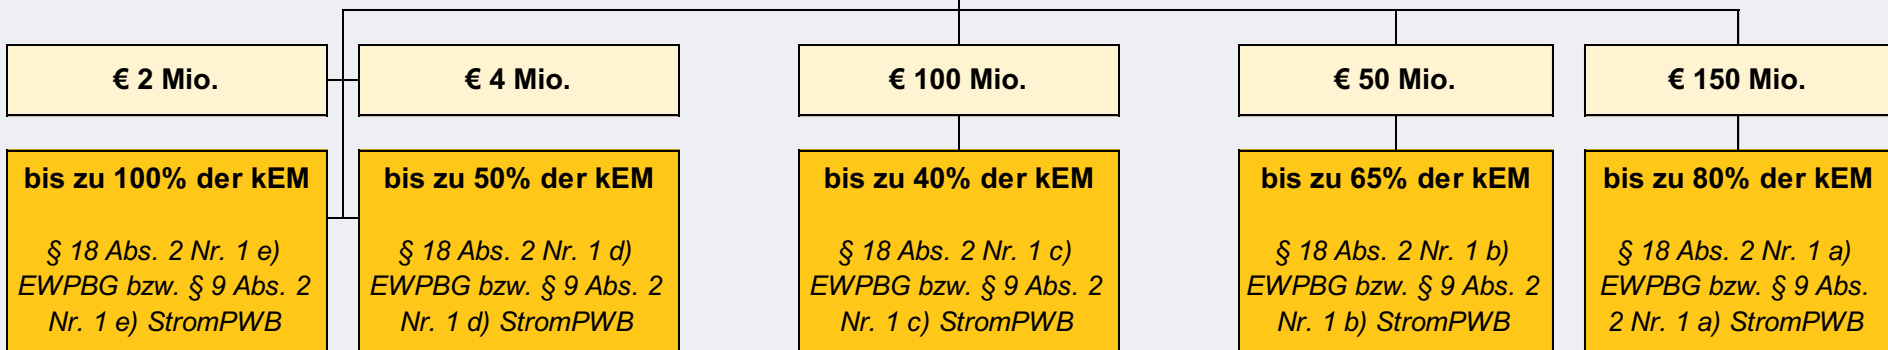 € 2 Mio.
€ 4 Mio.
€ 100 Mio.
€ 50 Mio.
€ 150 Mio.
bis zu 100% der kEM
§ 18 Abs. 2 Nr. 1 e)
EWPBG bzw. § 9 Abs. 2
Nr. 1 e) StromPWB
bis zu 50% der kEM
§ 18 Abs. 2 Nr. 1 d)
EWPBG bzw. § 9 Abs. 2
Nr. 1 d) StromPWB
bis zu 40% der kEM
§ 18 Abs. 2 Nr. 1 c)
EWPBG bzw. § 9 Abs. 2
Nr. 1 c) StromPWB
bis zu 65% der kEM
§ 18 Abs. 2 Nr. 1 b)
EWPBG bzw. § 9 Abs. 2
Nr. 1 b) StromPWB
bis zu 80% der kEM
§ 18 Abs. 2 Nr. 1 a)
EWPBG bzw. § 9 Abs.
2 Nr. 1 a) StromPWB